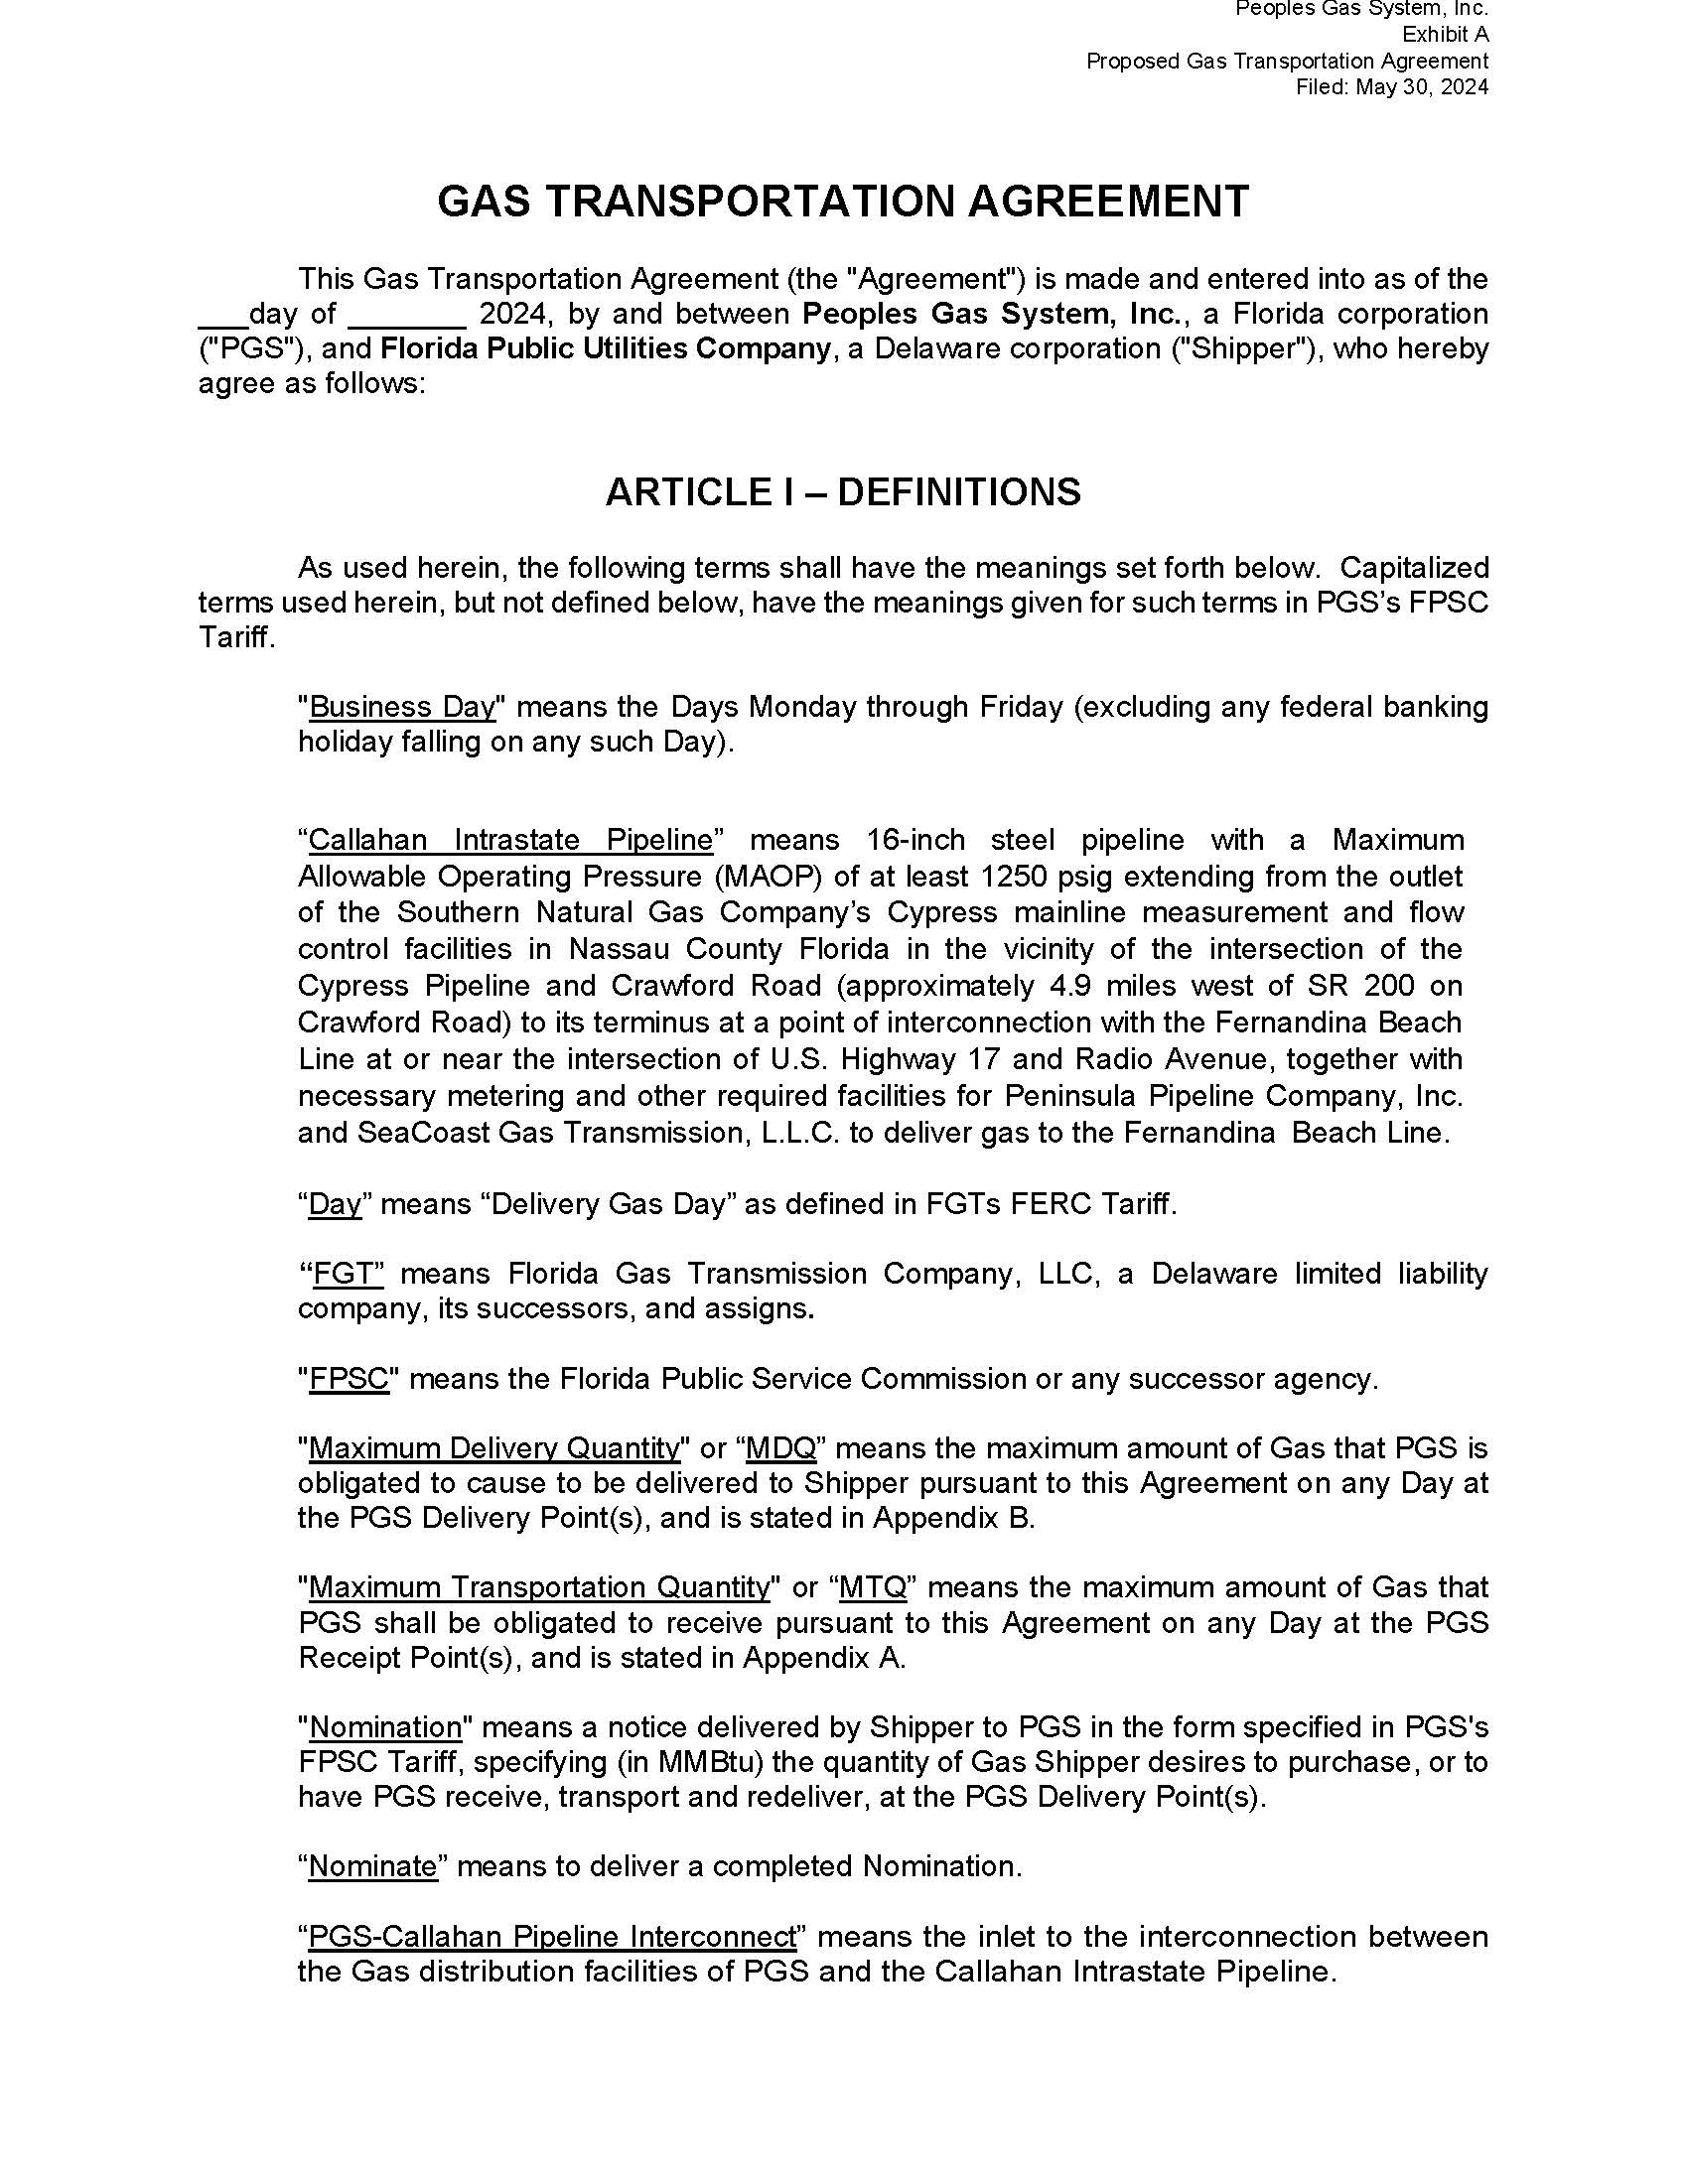 Peoples Gas System, Inc.
Exhibit A
Proposed Gas Transportation Agreement
Filed: May 30, 2024
GAS TRANSPORTATION AGREEMENT
This Gas Transportation Agreement (the "Agreement") is made and entered into as of the
___day of _______ 2024, by and between Peoples Gas System, Inc., a Florida corporation
("PGS"), and Florida Public Utilities Company, a Delaware corporation ("Shipper"), who hereby
agree as follows:
ARTICLE I – DEFINITIONS
As used herein, the following terms shall have the meanings set forth below. Capitalized
terms used herein, but not defined below, have the meanings given for such terms in PGS’s FPSC
Tariff.
"Business Day" means the Days Monday through Friday (excluding any federal banking
holiday falling on any such Day).
“Callahan Intrastate Pipeline” means 16-inch steel pipeline with a Maximum
Allowable Operating Pressure (MAOP) of at least 1250 psig extending from the outlet
of the Southern Natural Gas Company’s Cypress mainline measurement and flow
control facilities in Nassau County Florida in the vicinity of the intersection of the
Cypress Pipeline and Crawford Road (approximately 4.9 miles west of SR 200 on
Crawford Road) to its terminus at a point of interconnection with the Fernandina Beach
Line at or near the intersection of U.S. Highway 17 and Radio Avenue, together with
necessary metering and other required facilities for Peninsula Pipeline Company, Inc.
and SeaCoast Gas Transmission, L.L.C. to deliver gas to the Fernandina Beach Line.
“Day” means “Delivery Gas Day” as defined in FGTs FERC Tariff.
“FGT” means Florida Gas Transmission Company, LLC, a Delaware limited liability
company, its successors, and assigns.
"FPSC" means the Florida Public Service Commission or any successor agency.
"Maximum Delivery Quantity" or “MDQ” means the maximum amount of Gas that PGS is
obligated to cause to be delivered to Shipper pursuant to this Agreement on any Day at
the PGS Delivery Point(s), and is stated in Appendix B.
"Maximum Transportation Quantity" or “MTQ” means the maximum amount of Gas that
PGS shall be obligated to receive pursuant to this Agreement on any Day at the PGS
Receipt Point(s), and is stated in Appendix A.
"Nomination" means a notice delivered by Shipper to PGS in the form specified in PGS's
FPSC Tariff, specifying (in MMBtu) the quantity of Gas Shipper desires to purchase, or to
have PGS receive, transport and redeliver, at the PGS Delivery Point(s).
“Nominate” means to deliver a completed Nomination.
“PGS-Callahan Pipeline Interconnect” means the inlet to the interconnection between
the Gas distribution facilities of PGS and the Callahan Intrastate Pipeline.